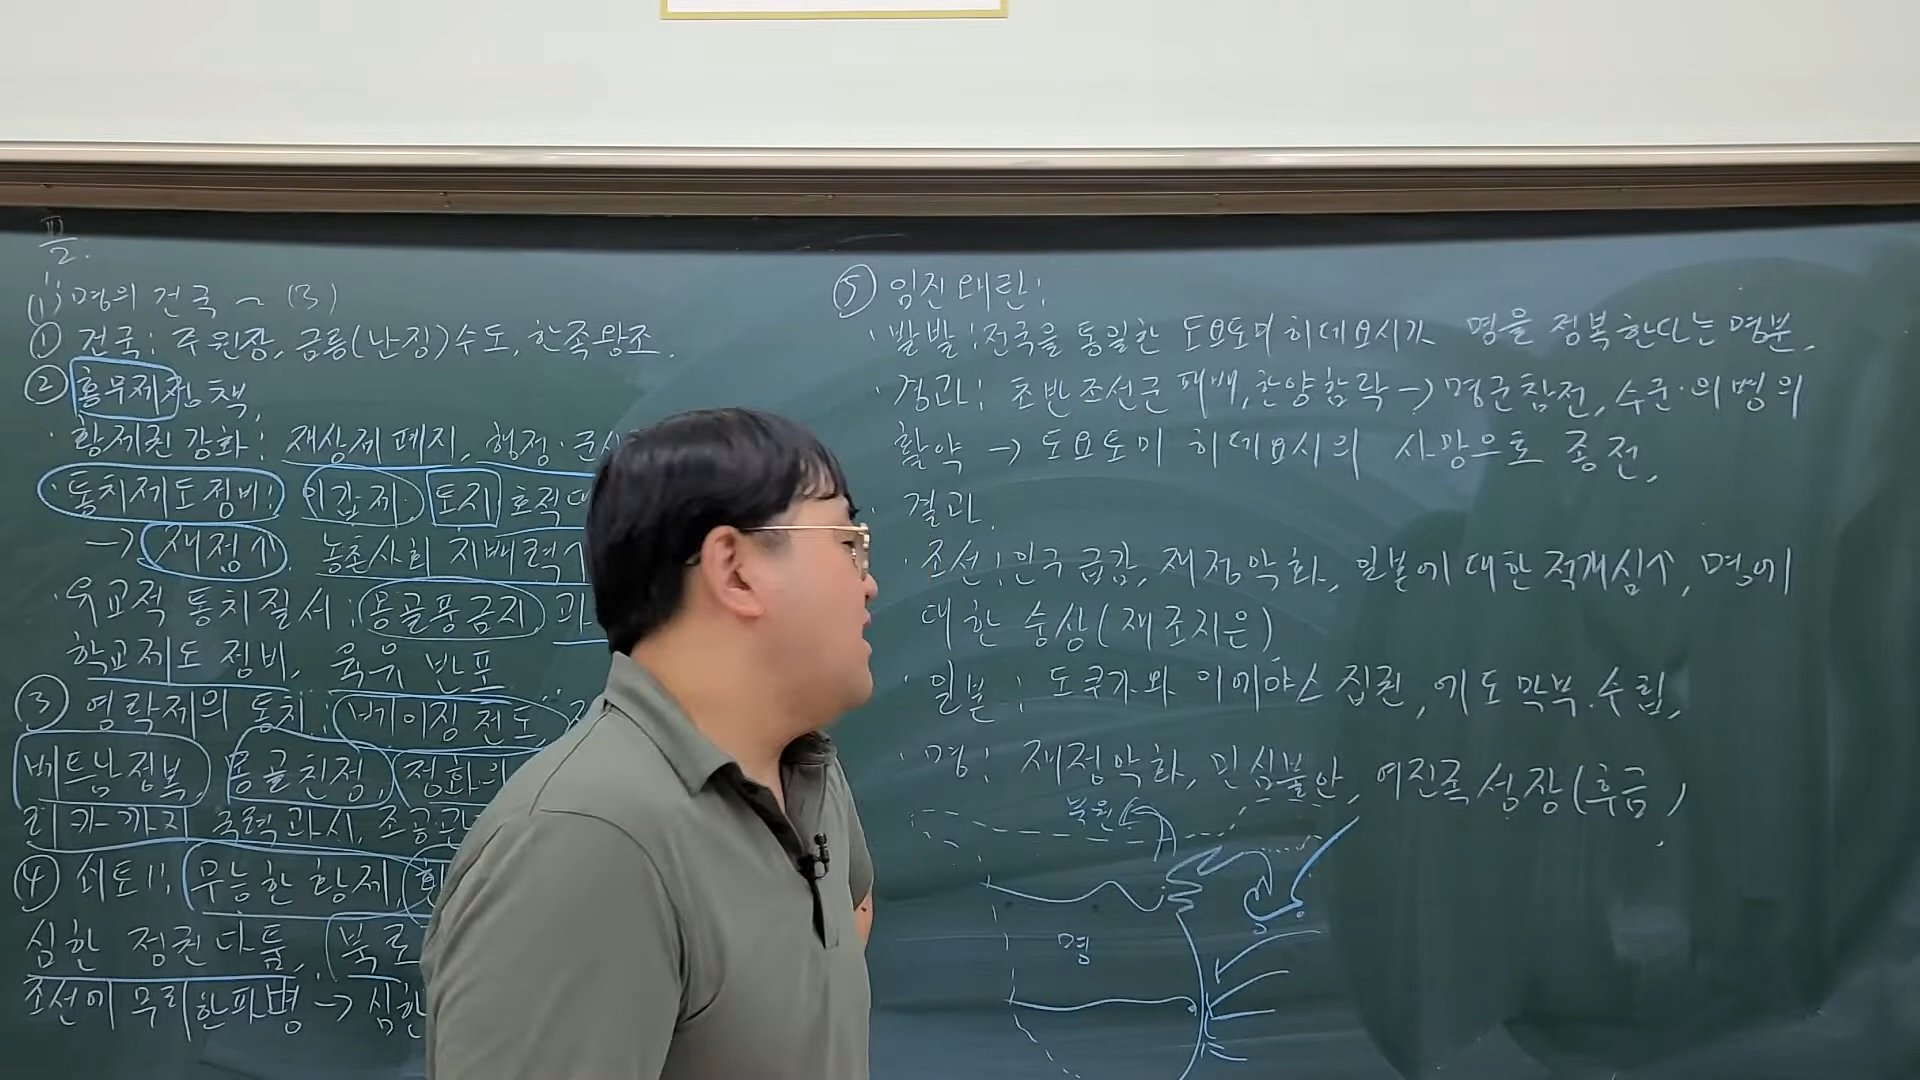 Ⅲ
2.
(1) 명의 건국 ~ (3)
① 건국: 주원장, 금릉(난징)수도, 한족왕조.
② 홍무제정책,
· 황제권 강화: 재상제 폐지, 행정·군사
· 통치제도 정비: 이갑제· 토지 호적대
→ 재정↑. 농촌사회 지배력↑
· 유교적 통치질서: 몽골풍금지 과
학교제도 정비, 육유 반포
③ 영락제의 통치: 베이징 천도,
베트남정복, 몽골친정, 정화의
리카까지 국력과시, 조공관
④ 쇠퇴: 무능한 황제,
심한 정권다툼, 북로
조선에 무리한파병 → 심한
⑤ 임진왜란:
· 발발: 전국을 통일한 도요토미히데요시가 명을 정복한다는 명분.
· 경과: 초반조선군 패배, 한양함락 → 명군참전, 수군·의병의
활약 → 도요토미 히데요시의 사망으로 종전.
· 결과.
· 조선: 인구 급감, 재정악화, 일본에 대한 적개심↑, 명에
대한 숭상(재조지은)
· 일본: 도쿠가와 이에야스 집권, 에도 막부.수립,
· 명: 재정악화, 민심불안, 여진족성장(후금)
북원
명